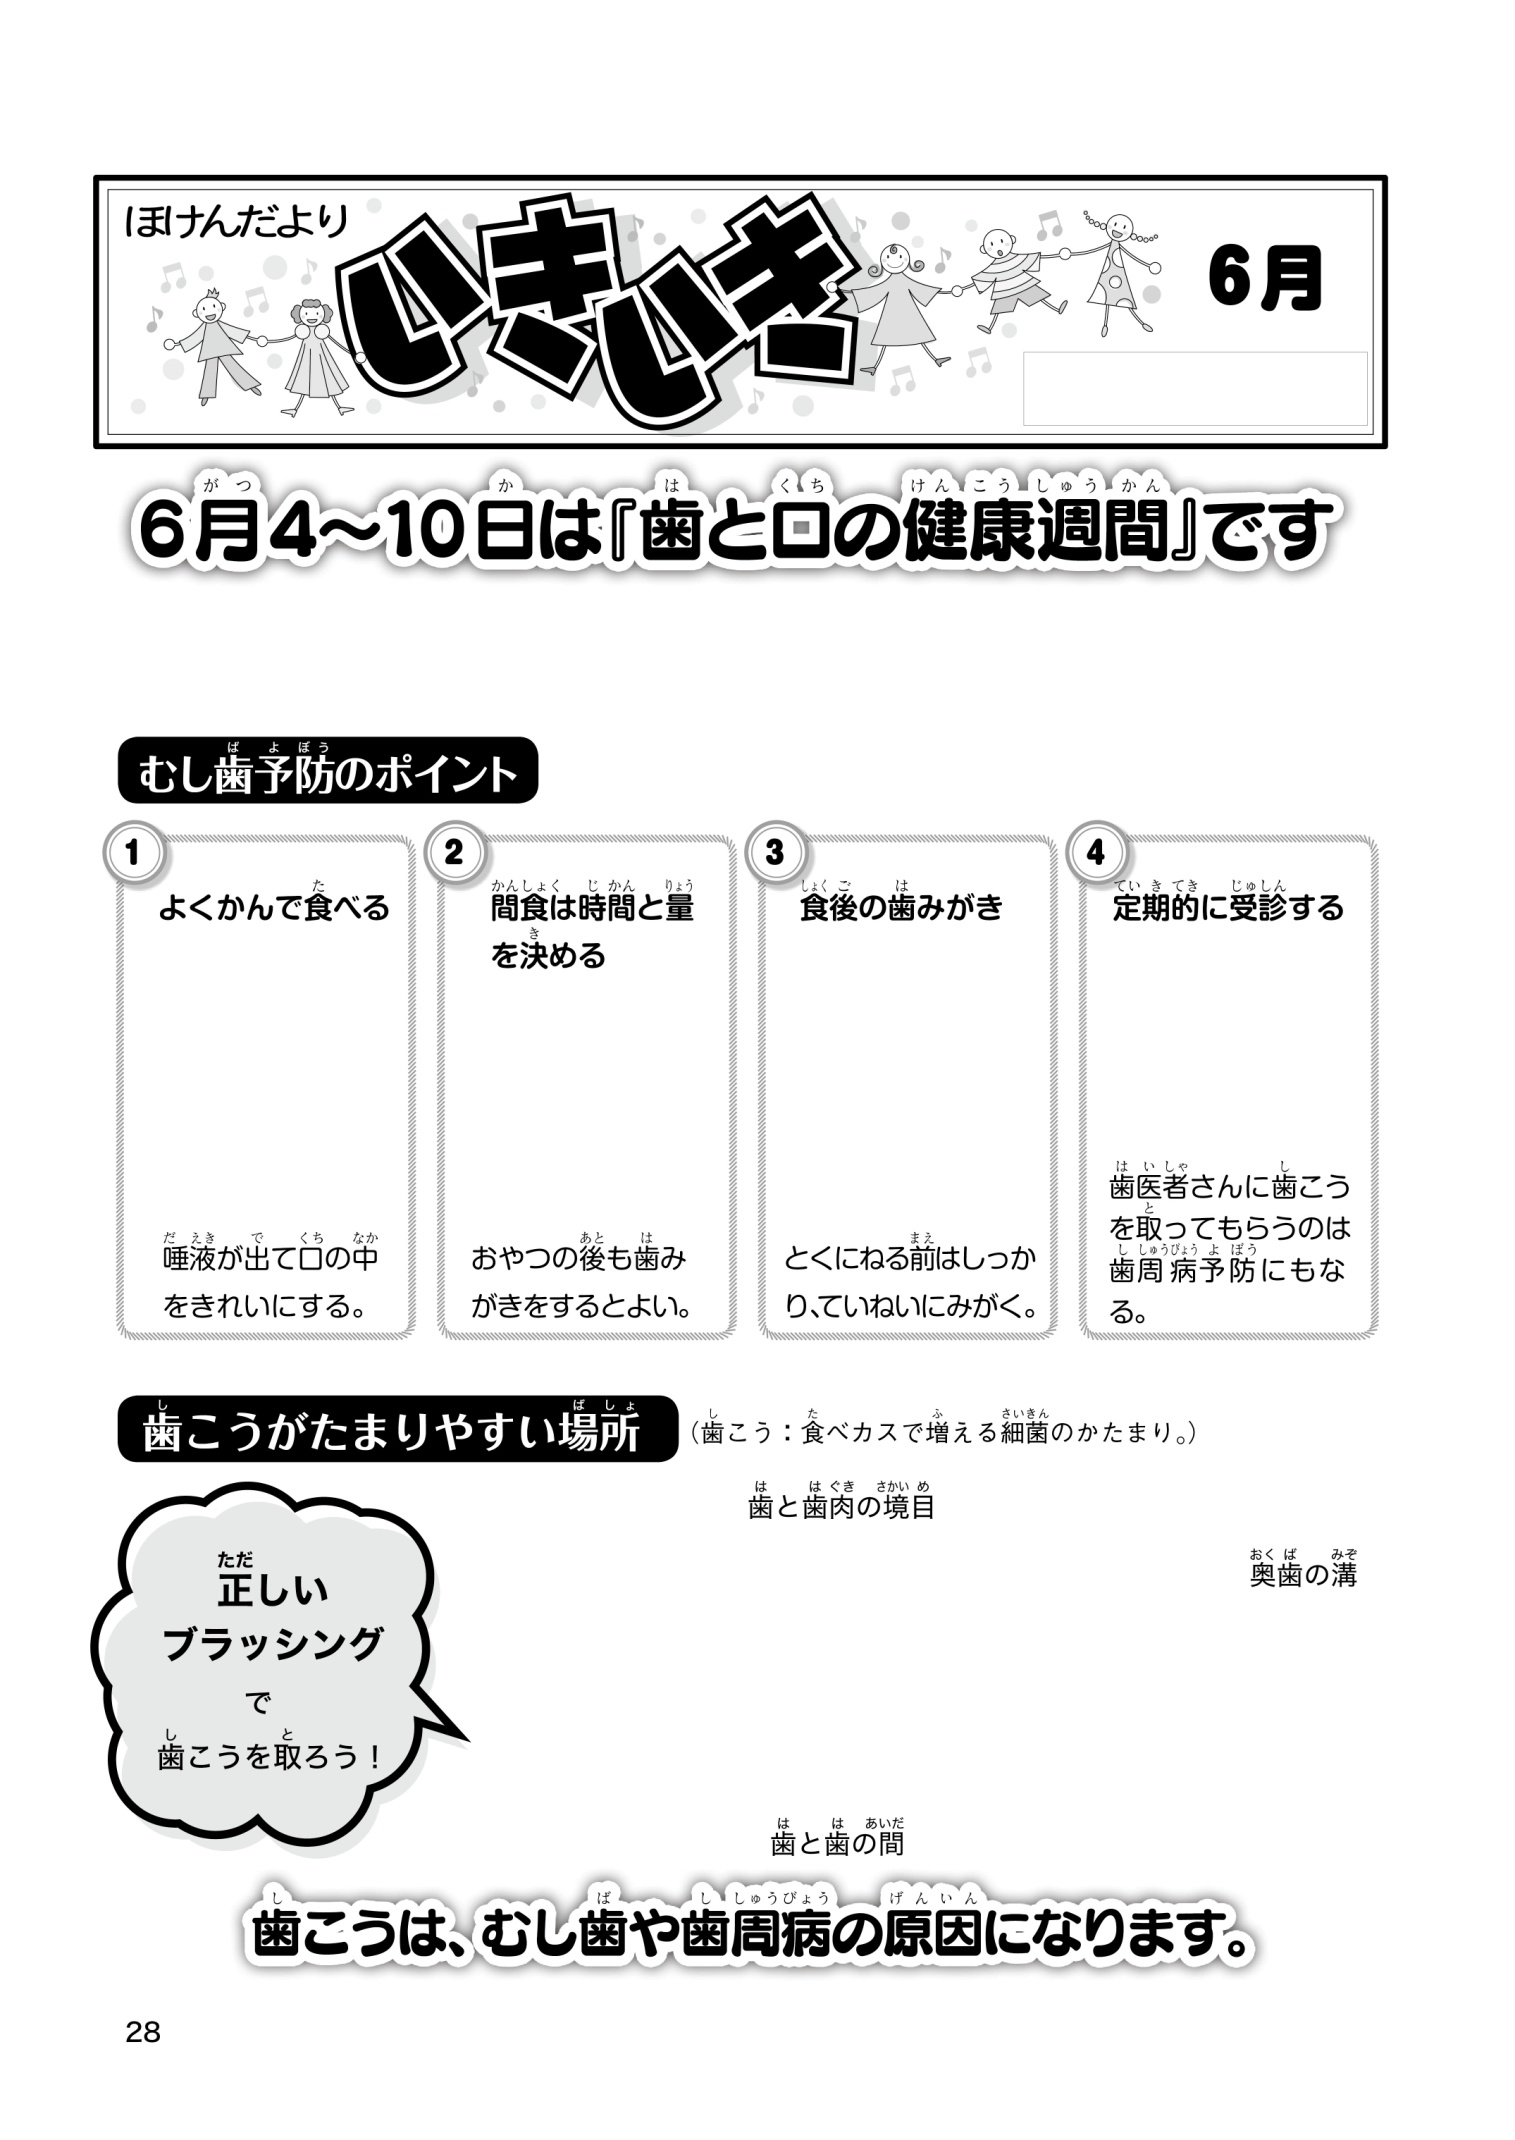 ほけんだより
いきいき
6月
6月4〜10日は『歯と口の健康週間』です
むし歯予防のポイント
1
よくかんで食べる
唾液が出て口の中
をきれいにする。
2
間食は時間と量
を決める
おやつの後も歯み
がきをするとよい。
3
食後の歯みがき
とくにねる前はしっか
り、ていねいにみがく。
4
定期的に受診する
歯医者さんに歯こう
を取ってもらうのは
歯周病予防にもな
る。
歯こうがたまりやすい場所
（歯こう：食べカスで増える細菌のかたまり。）
歯と歯肉の境目
奥歯の溝
正しい
ブラッシング
で
歯こうを取ろう！
歯と歯の間
歯こうは、むし歯や歯周病の原因になります。
28